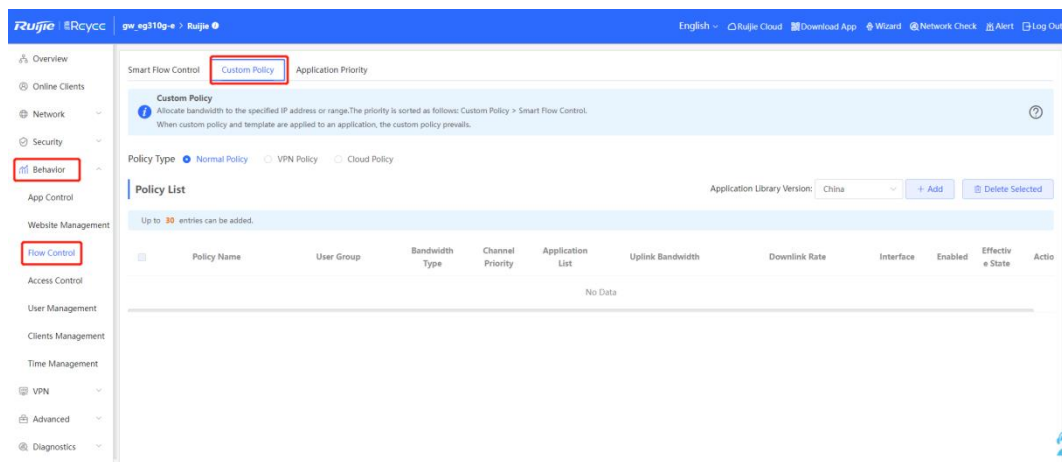 Ruijie | Rcycc gw_eg310g-e > Ruijie English Ruijie Cloud Download App Wizard Network Check Alert Log Out
Overview
Online Clients
Network
Security
Behavior
App Control
Website Management
Flow Control
Access Control
User Management
Clients Management
Time Management
VPN
Advanced
Diagnostics
Smart Flow Control Custom Policy Application Priority
Custom Policy
Allocate bandwidth to the specified IP address or range.The priority is sorted as follows: Custom Policy > Smart Flow Control.
When custom policy and template are applied to an application, the custom policy prevails.
Policy Type Normal Policy VPN Policy Cloud Policy
Policy List Application Library Version: China + Add Delete Selected
Up to 30 entries can be added.
Policy Name User Group Bandwidth Type Channel Priority Application List Uplink Bandwidth Downlink Rate Interface Enabled Effectiv e State Actio
No Data